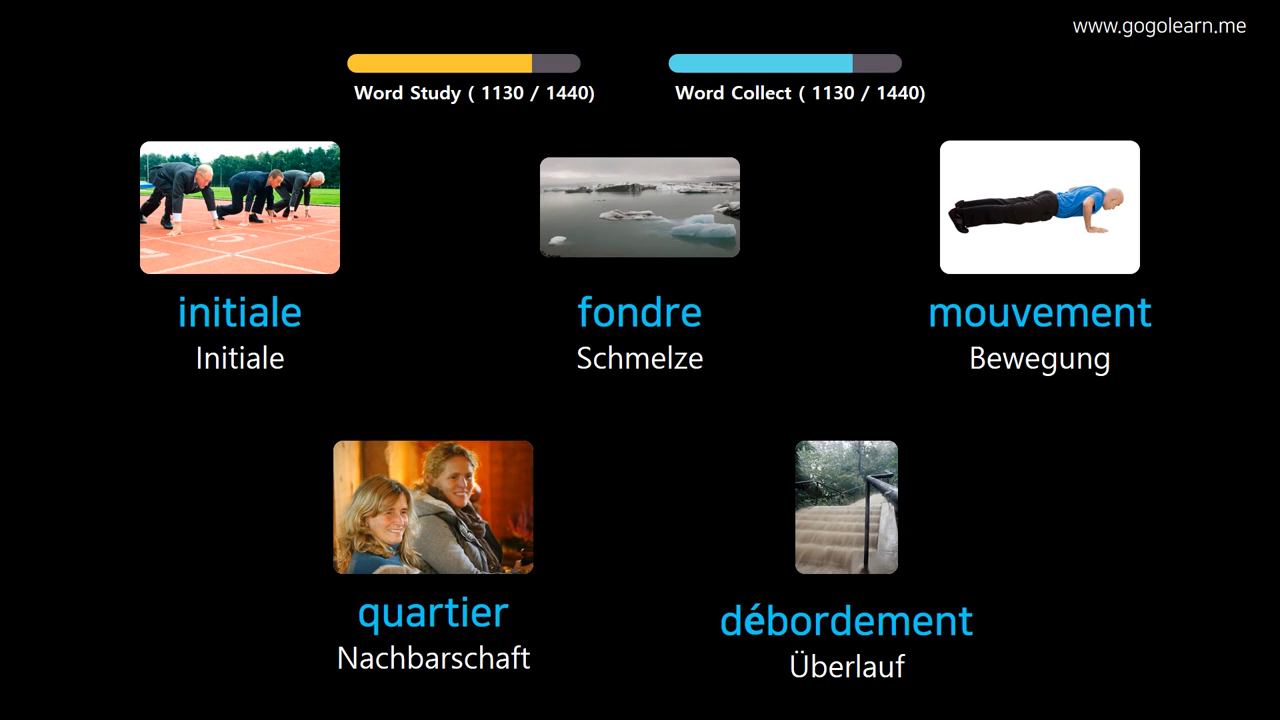 www.gogolearn.me
Word Study ( 1130 / 1440)
Word Collect ( 1130 / 1440)
initiale
Initiale
fondre
Schmelze
mouvement
Bewegung
quartier
Nachbarschaft
débordement
Überlauf